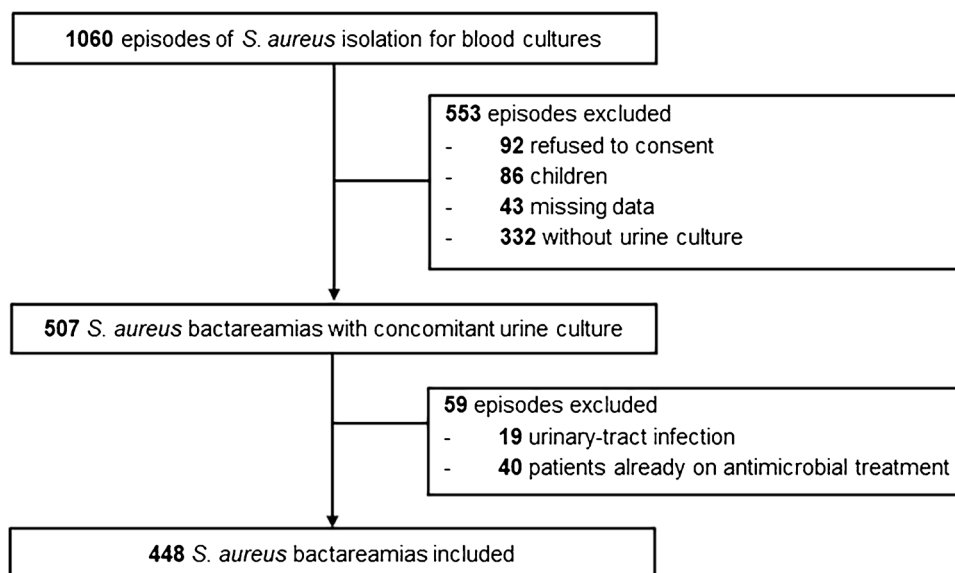 1060 episodes of S. aureus isolation for blood cultures
553 episodes excluded
- 92 refused to consent
- 86 children
- 43 missing data
- 332 without urine culture
507 S. aureus bactareamias with concomitant urine culture
59 episodes excluded
- 19 urinary-tract infection
- 40 patients already on antimicrobial treatment
448 S. aureus bactareamias included